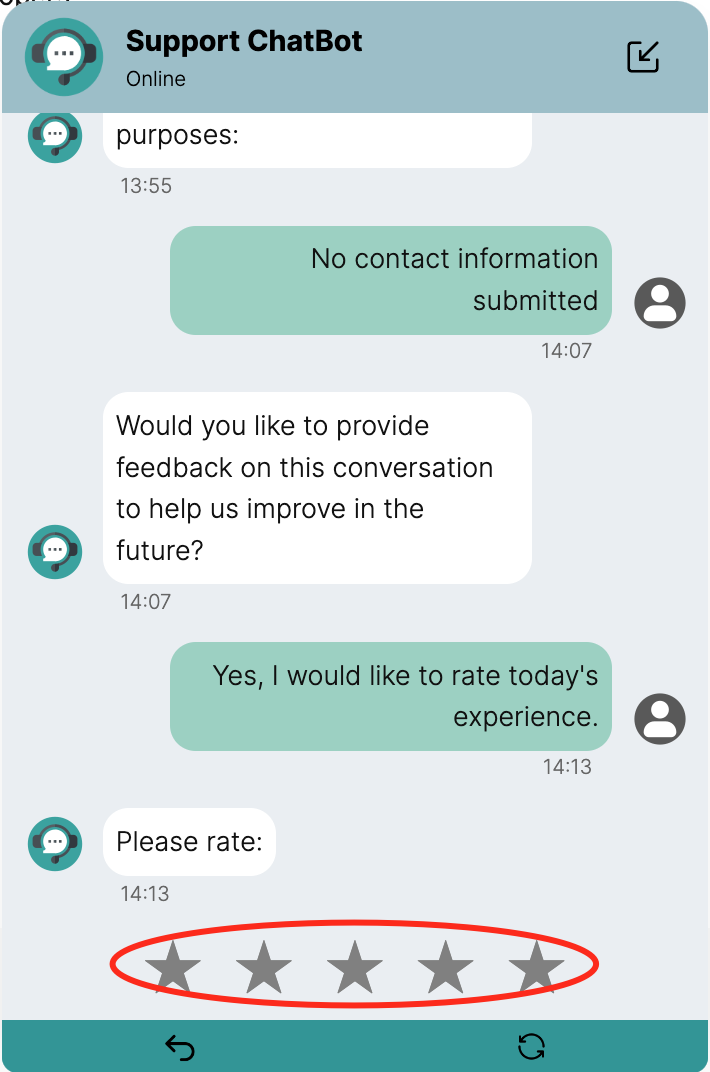 Support ChatBot
Online
purposes:
13:55
No contact information
submitted
14:07
Would you like to provide
feedback on this conversation
to help us improve in the
future?
14:07
Yes, I would like to rate today's
experience.
14:13
Please rate:
14:13